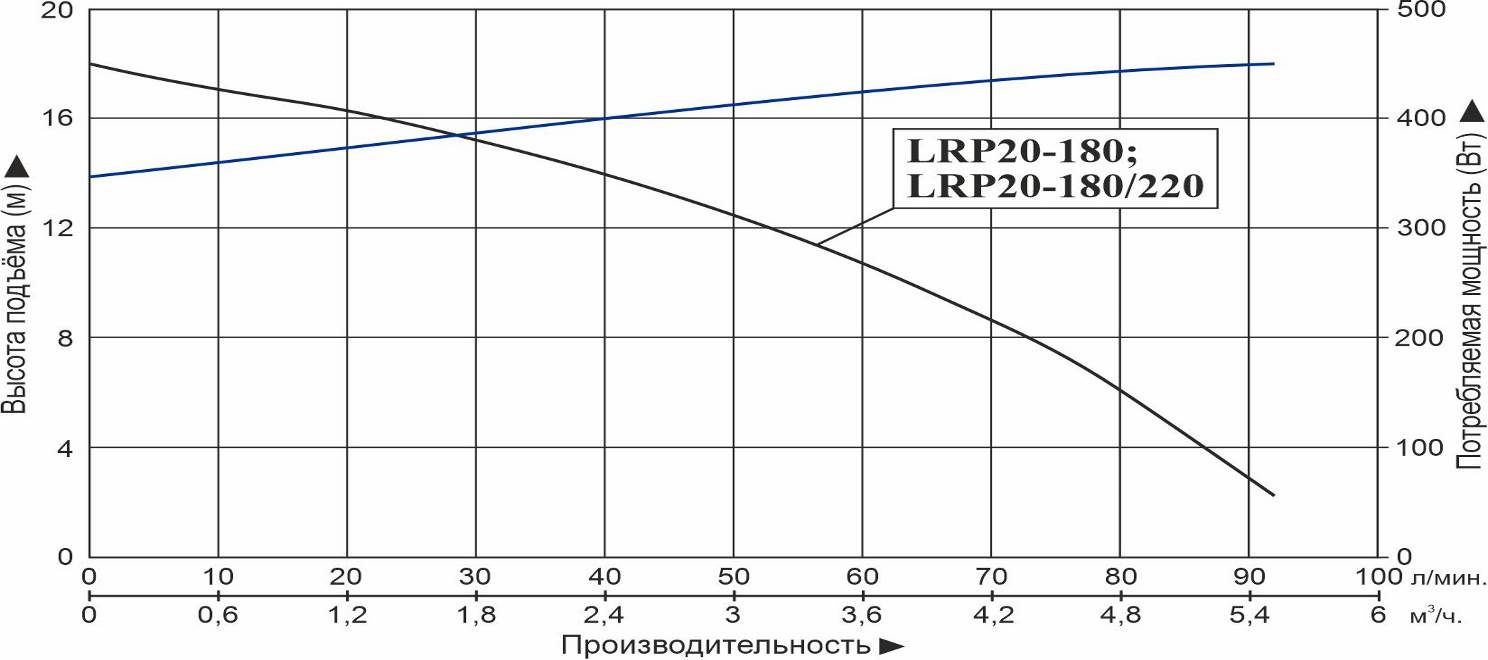 20
16
12
8
4
0
Высота подъёма (м) ▲
500
400
300
200
100
0
Потребляемая мощность (Вт) ▲
LRP20-180;
LRP20-180/220
0 10 20 30 40 50 60 70 80 90 100 л/мин.
0 0,6 1,2 1,8 2,4 3 3,6 4,2 4,8 5,4 6 м³/ч.
Производительность ►